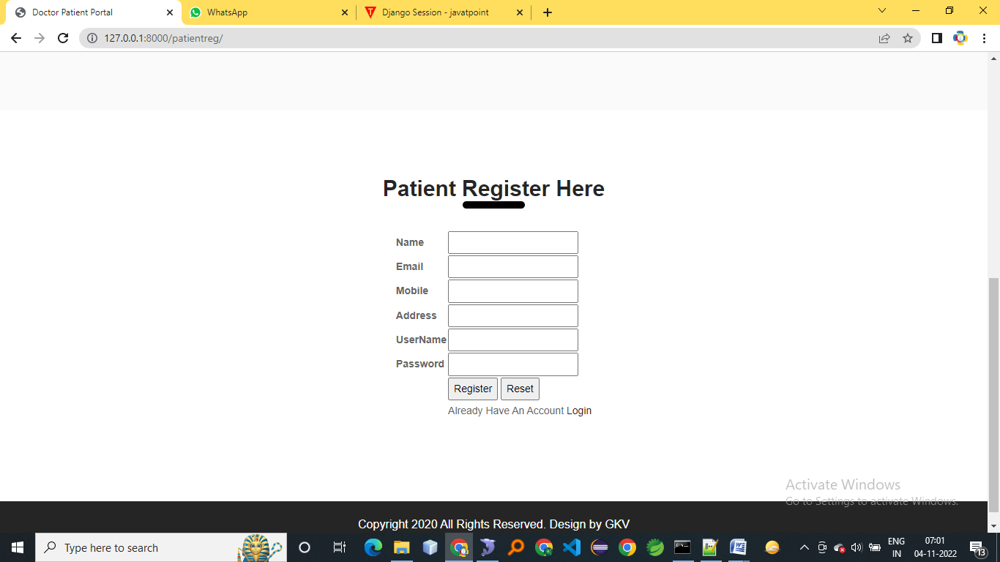 Doctor Patient Portal
WhatsApp
Django Session - javatpoint
127.0.0.1:8000/patientreg/
Patient Register Here
Name
Email
Mobile
Address
UserName
Password
Register Reset
Already Have An Account Login
Activate Windows
Go to Settings to activate Windows.
Copyright 2020 All Rights Reserved. Design by GKV
Type here to search
ENG
IN
07:01
04-11-2022
13